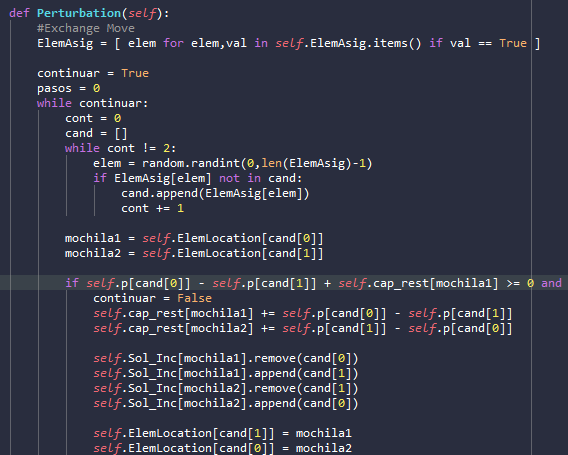 def Perturbation(self):
#Exchange Move
ElemAsig = [ elem for elem,val in self.ElemAsig.items() if val == True ]
continuar = True
pasos = 0
while continuar:
cont = 0
cand = []
while cont != 2:
elem = random.randint(0,len(ElemAsig)-1)
if ElemAsig[elem] not in cand:
cand.append(ElemAsig[elem])
cont += 1
mochila1 = self.ElemLocation[cand[0]]
mochila2 = self.ElemLocation[cand[1]]
if self.p[cand[0]] - self.p[cand[1]] + self.cap_rest[mochila1] >= 0 and
continuar = False
self.cap_rest[mochila1] += self.p[cand[0]] - self.p[cand[1]]
self.cap_rest[mochila2] += self.p[cand[1]] - self.p[cand[0]]
self.Sol_Inc[mochila1].remove(cand[0])
self.Sol_Inc[mochila1].append(cand[1])
self.Sol_Inc[mochila2].remove(cand[1])
self.Sol_Inc[mochila2].append(cand[0])
self.ElemLocation[cand[1]] = mochila1
self.ElemLocation[cand[0]] = mochila2